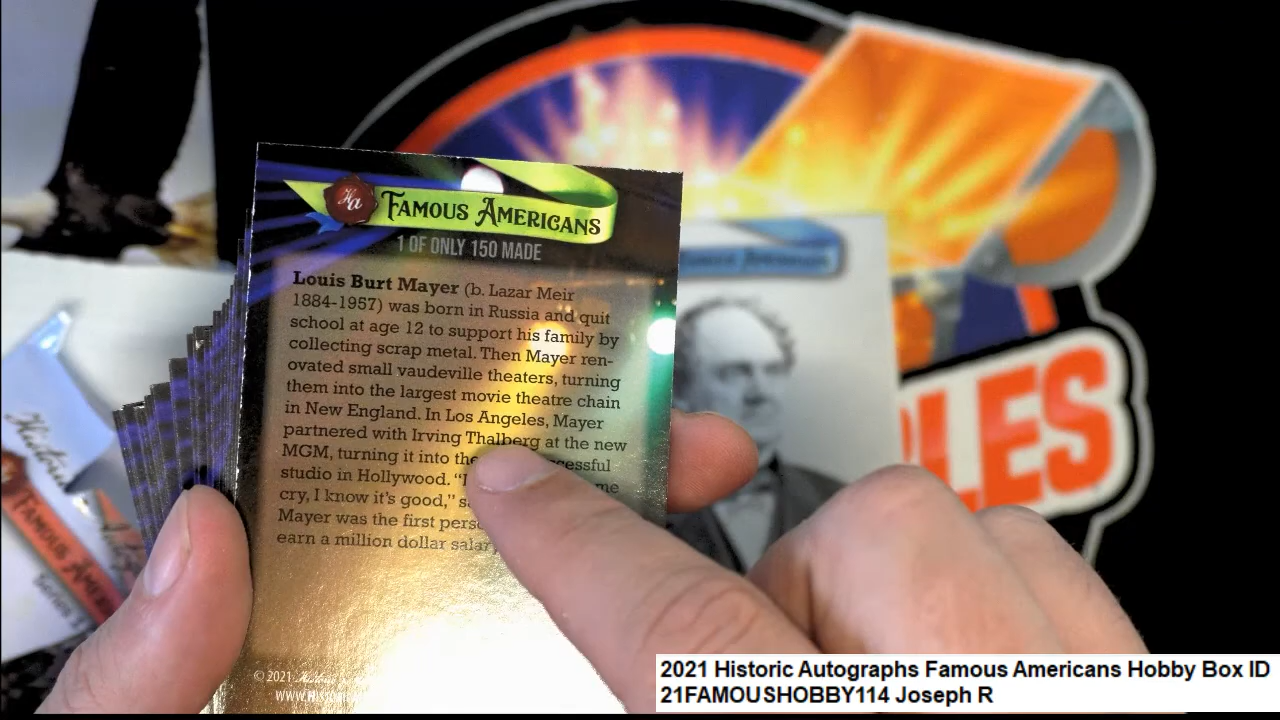 FAMOUS AMERICANS
1 OF ONLY 150 MADE
Louis Burt Mayer (b. Lazar Meir
1884-1957) was born in Russia and quit
school at age 12 to support his family by
collecting scrap metal. Then Mayer ren-
ovated small vaudeville theaters, turning
them into the largest movie theatre chain
in New England. In Los Angeles, Mayer
partnered with Irving Thalberg at the new
MGM, turning it into the
studio in Hollywood. me
cry, I know it's good,"
Mayer was the first
earn a million dollar
© 2021
FAMOUS AMERICANS
LES
2021 Historic Autographs Famous Americans Hobby Box ID
21FAMOUSHOBBY114 Joseph R